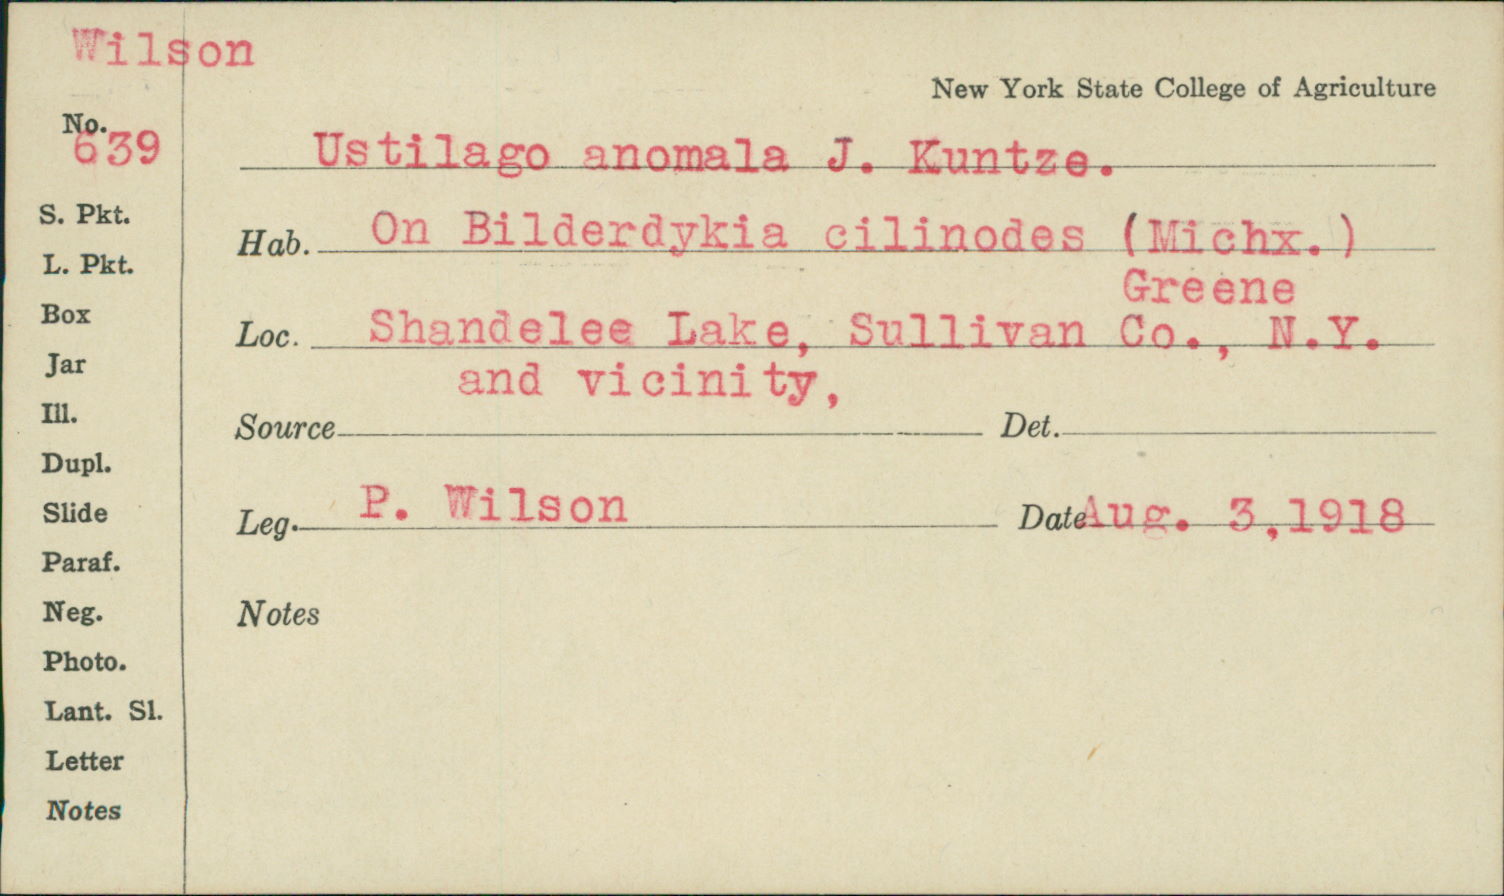 Wilson
New York State College of Agriculture
No.
639
Ustilago anomala J. Kuntze.
S. Pkt.
Hab. On Bilderdykia cilinodes (Michx.)
Greene
L. Pkt.
Box
Loc. Shandelee Lake, Sullivan Co., N.Y.
and vicinity,
Jar
Ill.
Source Det.
Dupl.
Slide
Leg. P. Wilson Date Aug. 3,1918
Paraf.
Neg.
Notes
Photo.
Lant. Sl.
Letter
Notes